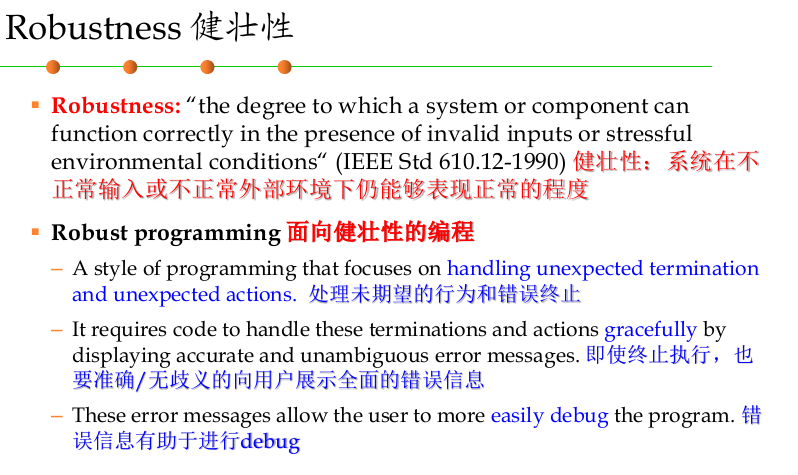 Robustness 健壮性
▪ Robustness: “the degree to which a system or component can
function correctly in the presence of invalid inputs or stressful
environmental conditions“ (IEEE Std 610.12-1990) 健壮性：系统在不
正常输入或不正常外部环境下仍能够表现正常的程度
▪ Robust programming 面向健壮性的编程
– A style of programming that focuses on handling unexpected termination
and unexpected actions. 处理未期望的行为和错误终止
– It requires code to handle these terminations and actions gracefully by
displaying accurate and unambiguous error messages. 即使终止执行，也
要准确/无歧义的向用户展示全面的错误信息
– These error messages allow the user to more easily debug the program. 错
误信息有助于进行debug